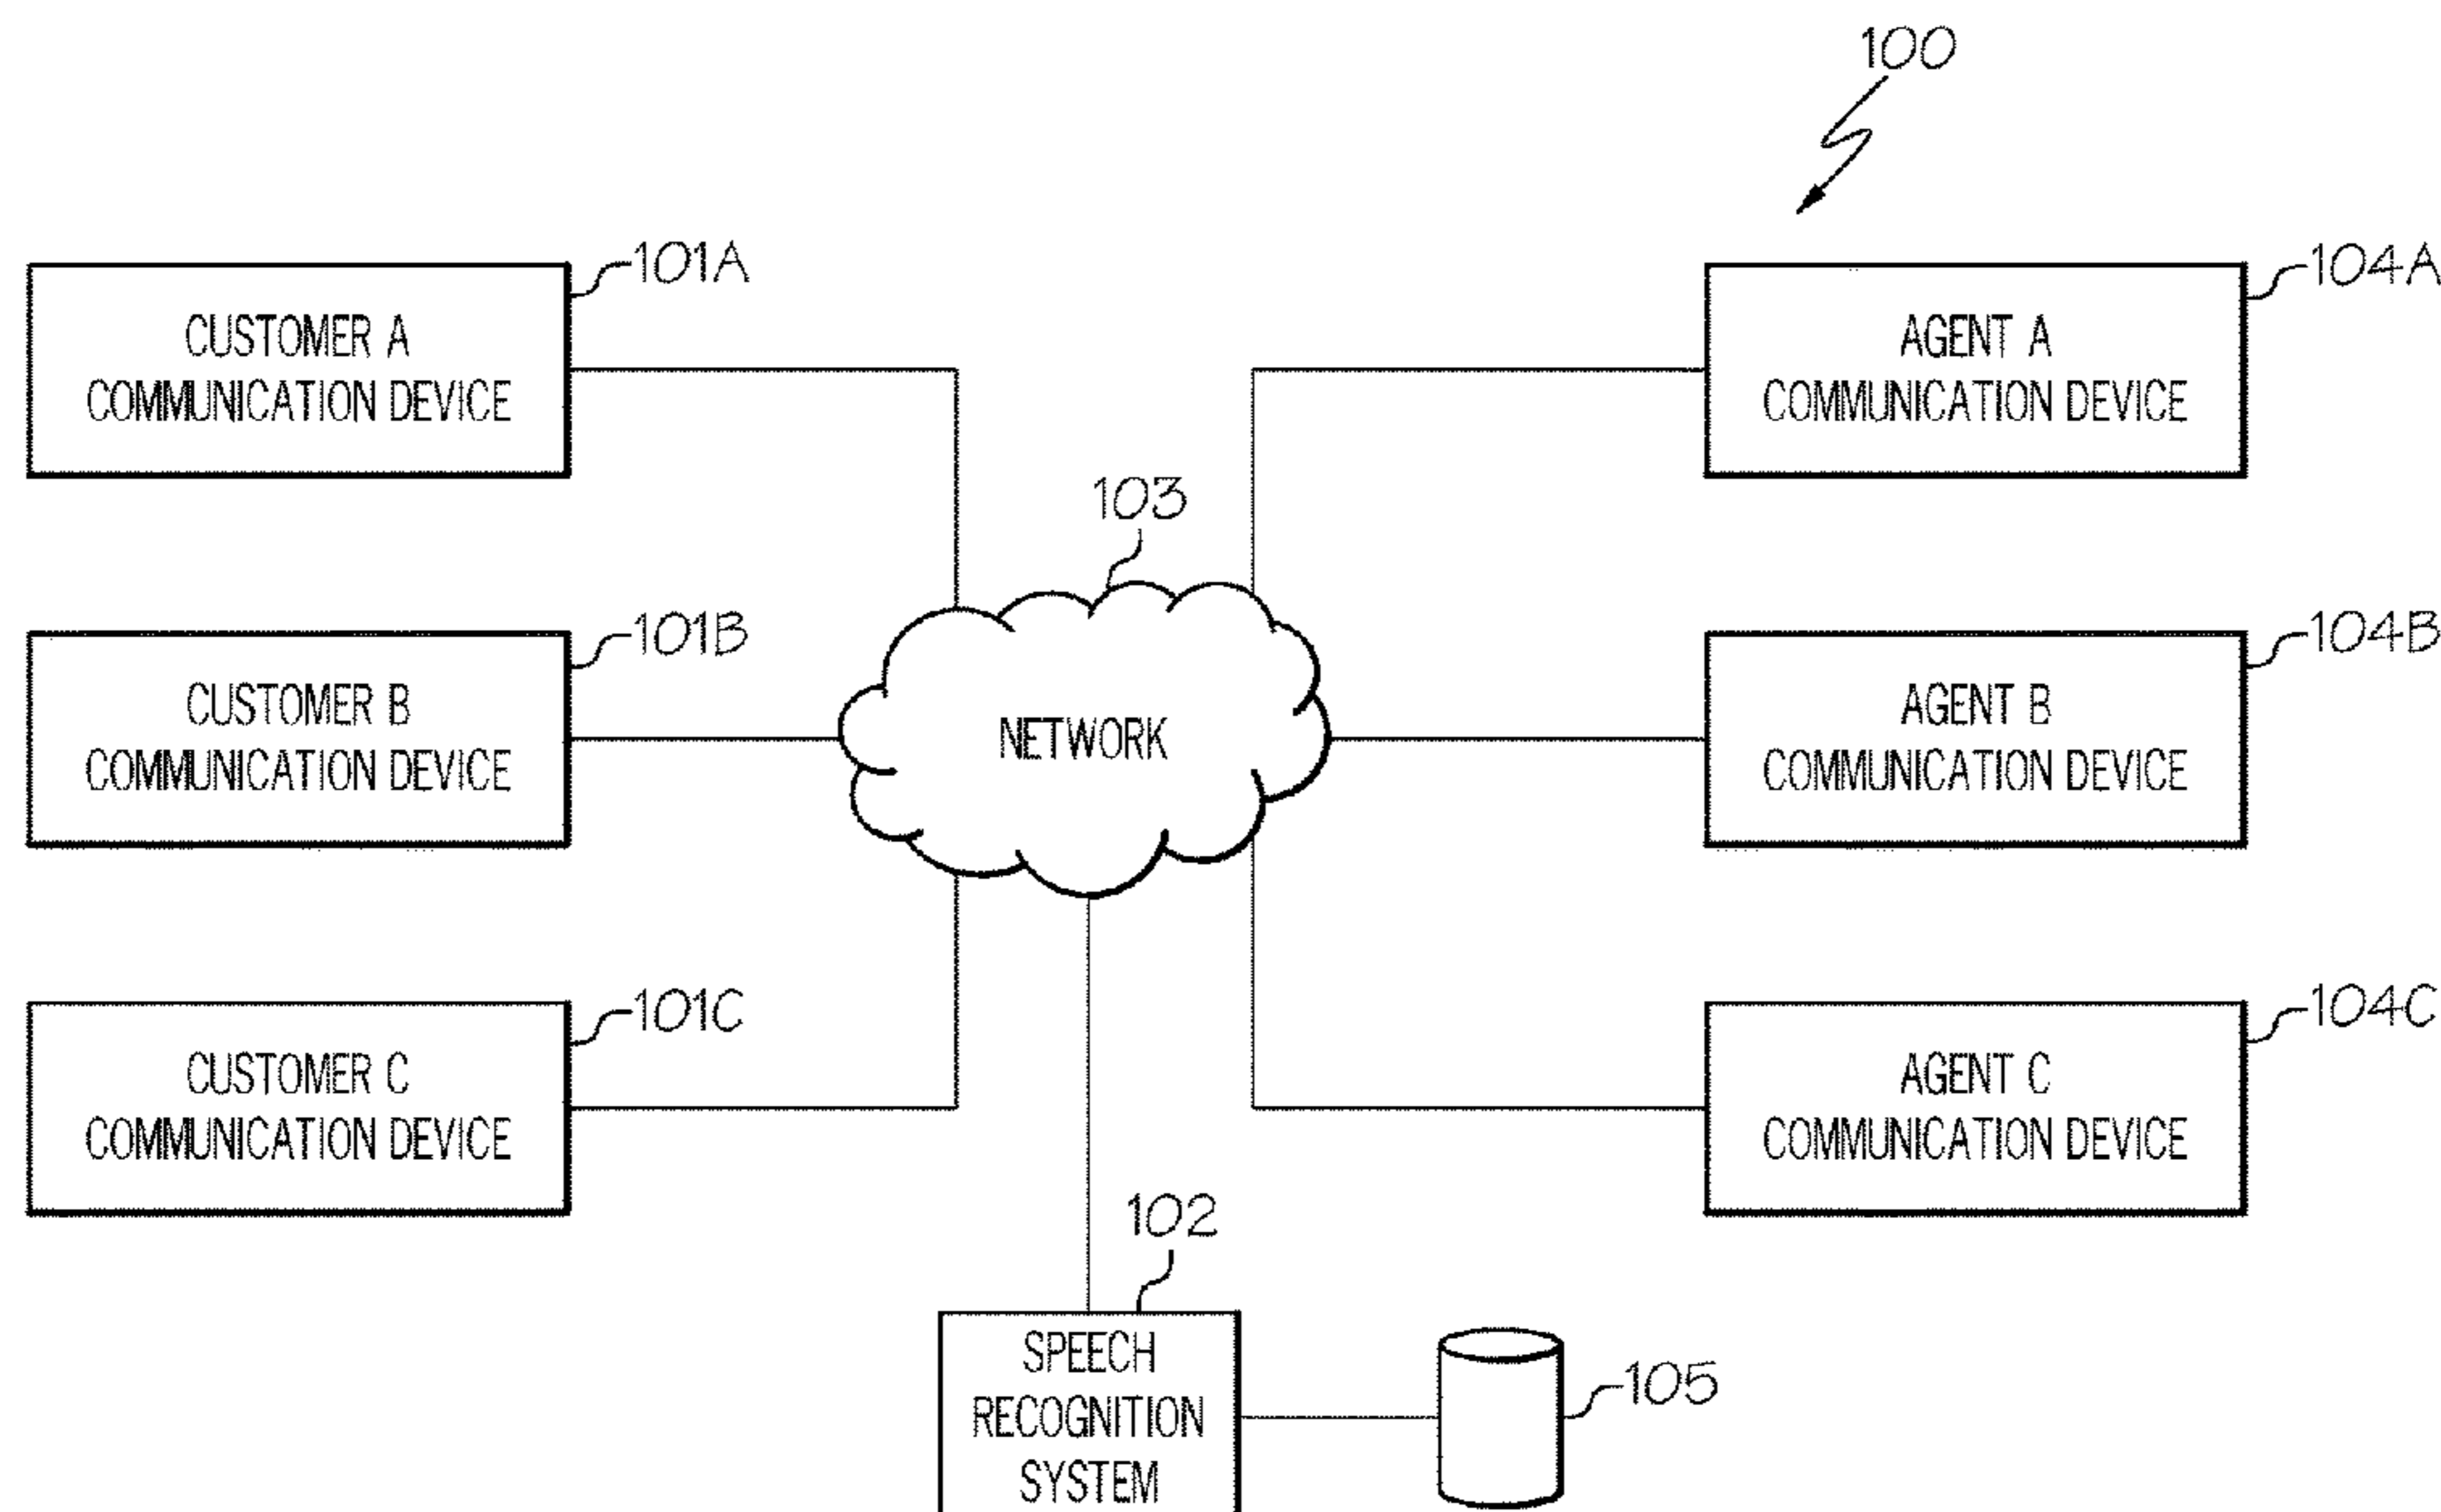 100
101A
CUSTOMER A
COMMUNICATION DEVICE
104A
AGENT A
COMMUNICATION DEVICE
103
NETWORK
101B
CUSTOMER B
COMMUNICATION DEVICE
104B
AGENT B
COMMUNICATION DEVICE
101C
CUSTOMER C
COMMUNICATION DEVICE
104C
AGENT C
COMMUNICATION DEVICE
102
SPEECH
RECOGNITION
SYSTEM
105